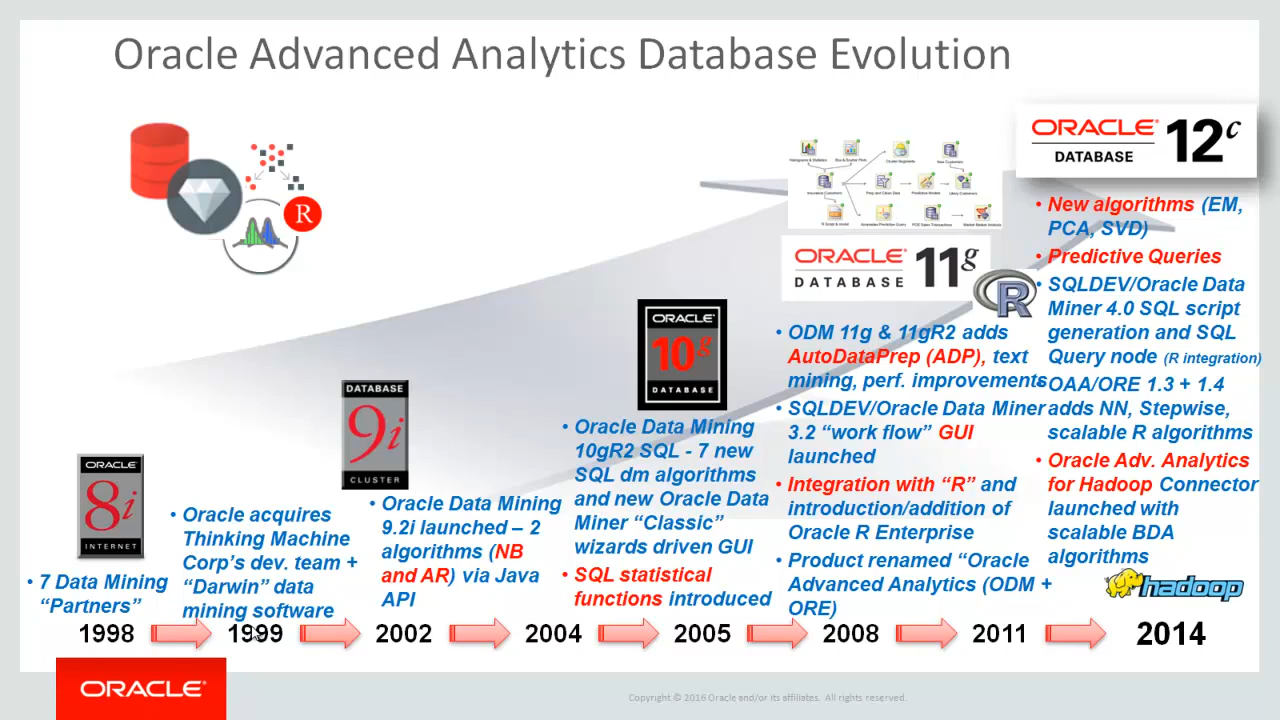 Oracle Advanced Analytics Database Evolution
ORACLE
DATABASE
12c
R
ORACLE
DATABASE
11g
R
ORACLE
10g
DATABASE
DATABASE
9i
CLUSTER
ORACLE
8i
INTERNET
• 7 Data Mining
“Partners”
• Oracle acquires
Thinking Machine
Corp’s dev. team +
“Darwin” data
mining software
• Oracle Data Mining
9.2i launched – 2
algorithms (NB
and AR) via Java
API
• Oracle Data Mining
10gR2 SQL - 7 new
SQL dm algorithms
and new Oracle Data
Miner “Classic”
wizards driven GUI
• SQL statistical
functions introduced
• ODM 11g & 11gR2 adds
AutoDataPrep (ADP), text
mining, perf. improvements
• SQLDEV/Oracle Data Miner
3.2 “work flow” GUI
launched
• Integration with “R” and
introduction/addition of
Oracle R Enterprise
• Product renamed “Oracle
Advanced Analytics (ODM +
ORE)
• New algorithms (EM,
PCA, SVD)
• Predictive Queries
• SQLDEV/Oracle Data
Miner 4.0 SQL script
generation and SQL
Query node (R integration)
• OAA/ORE 1.3 + 1.4
adds NN, Stepwise,
scalable R algorithms
• Oracle Adv. Analytics
for Hadoop Connector
launched with
scalable BDA
algorithms
hadoop
1998 1999 2002 2004 2005 2008 2011 2014
ORACLE
Copyright © 2016 Oracle and/or its affiliates. All rights reserved.